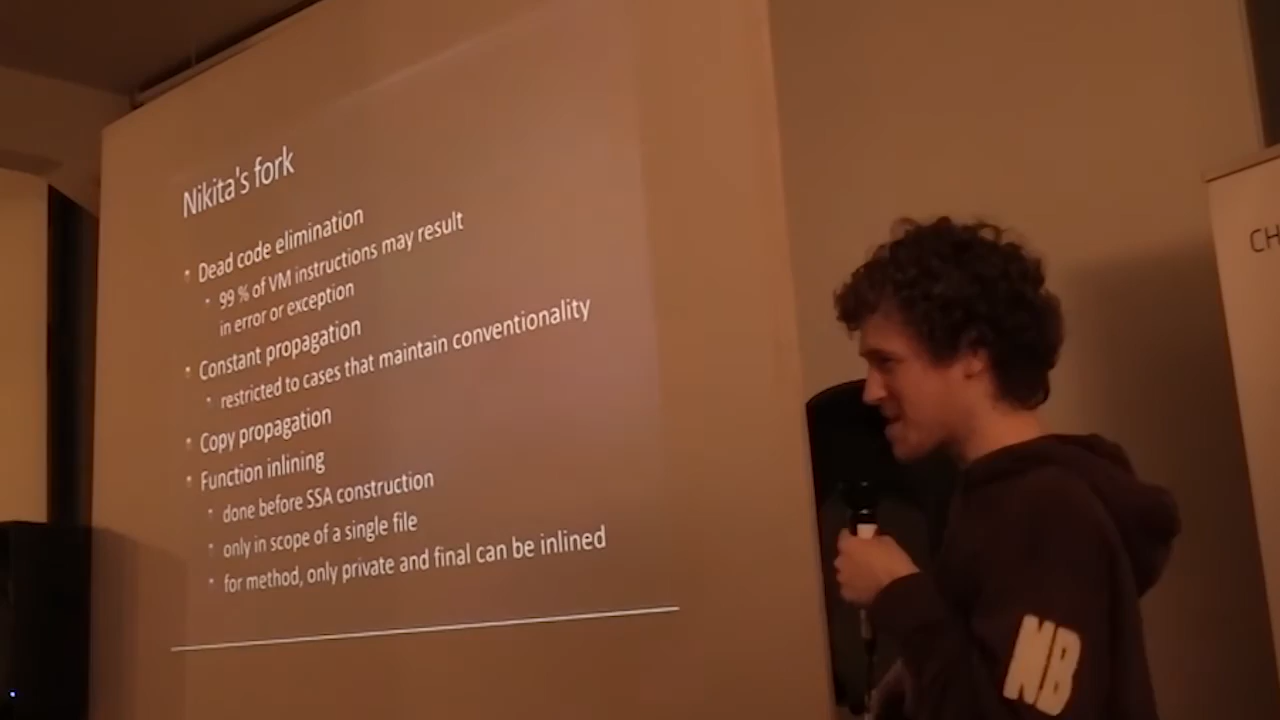 Nikita's fork
Dead code elimination
99 % of VM instructions may result
in error or exception
Constant propagation
restricted to cases that maintain conventionality
Copy propagation
Function inlining
done before SSA construction
only in scope of a single file
for method, only private and final can be inlined
CH
NB